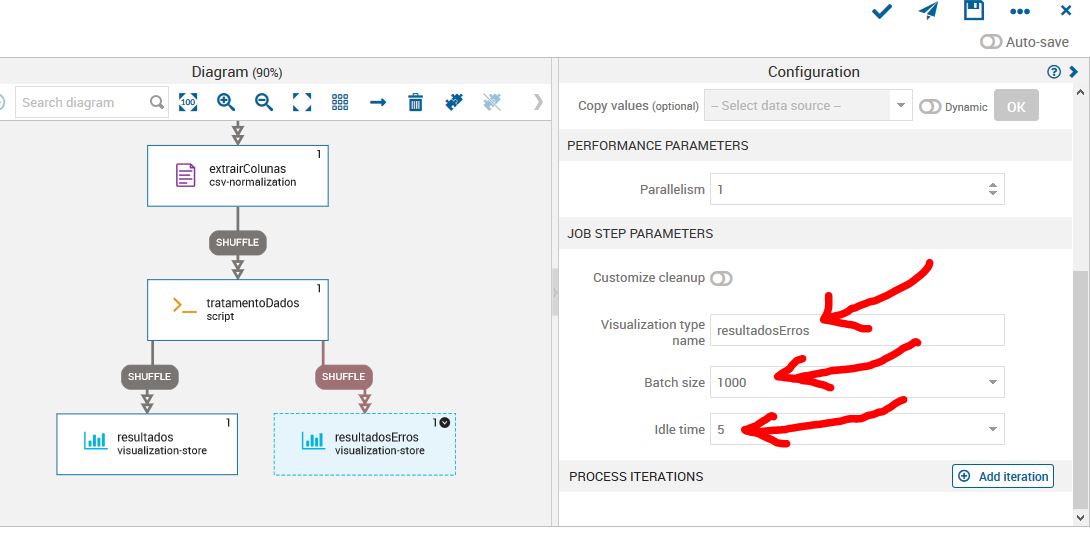 Auto-save
Diagram (90%)
Configuration
Search diagram
100
Copy values (optional)
-- Select data source --
Dynamic
OK
extrairColunas
csv-normalization
1
SHUFFLE
tratamentoDados
script
1
SHUFFLE
SHUFFLE
resultados
visualization-store
1
resultadosErros
visualization-store
1
PERFORMANCE PARAMETERS
Parallelism
1
JOB STEP PARAMETERS
Customize cleanup
Visualization type
name
resultadosErros
Batch size
1000
Idle time
5
PROCESS ITERATIONS
Add iteration